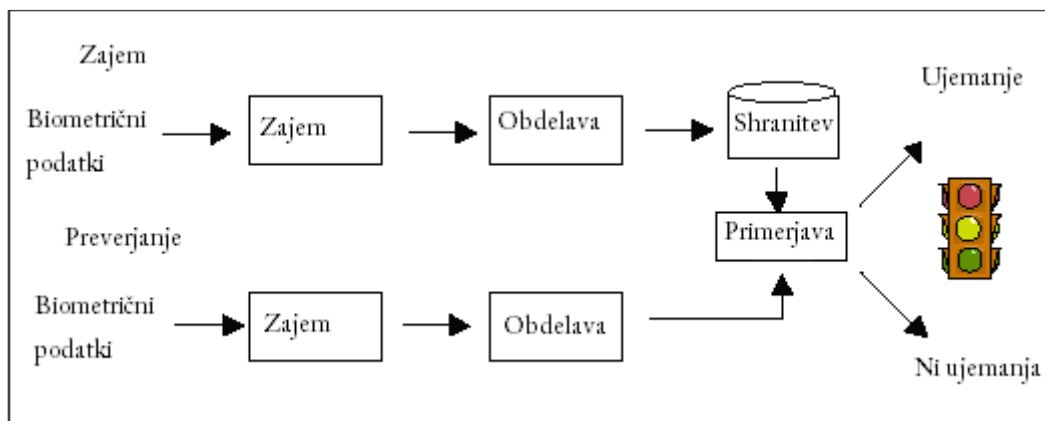 Zajem
Biometrični
podatki
Zajem
Obdelava
Shranitev
Ujemanje
Preverjanje
Primerjava
Biometrični
podatki
Zajem
Obdelava
Ni ujemanja